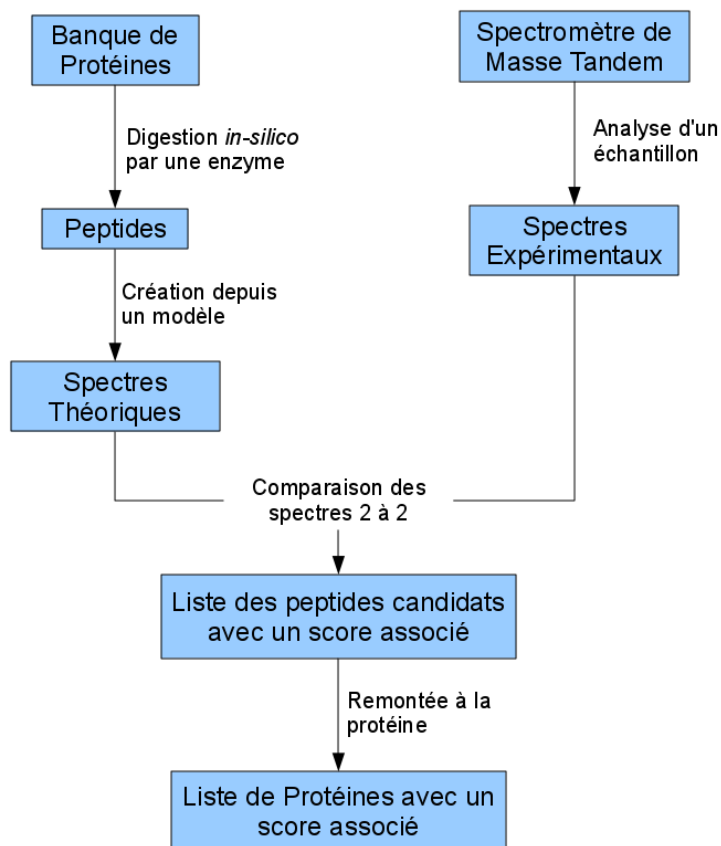 Banque de
Protéines
Spectromètre de
Masse Tandem
Digestion in-silico
par une enzyme
Analyse d'un
échantillon
Peptides
Spectres
Expérimentaux
Création depuis
un modèle
Spectres
Théoriques
Comparaison des
spectres 2 à 2
Liste des peptides candidats
avec un score associé
Remontée à la
protéine
Liste de Protéines avec un
score associé